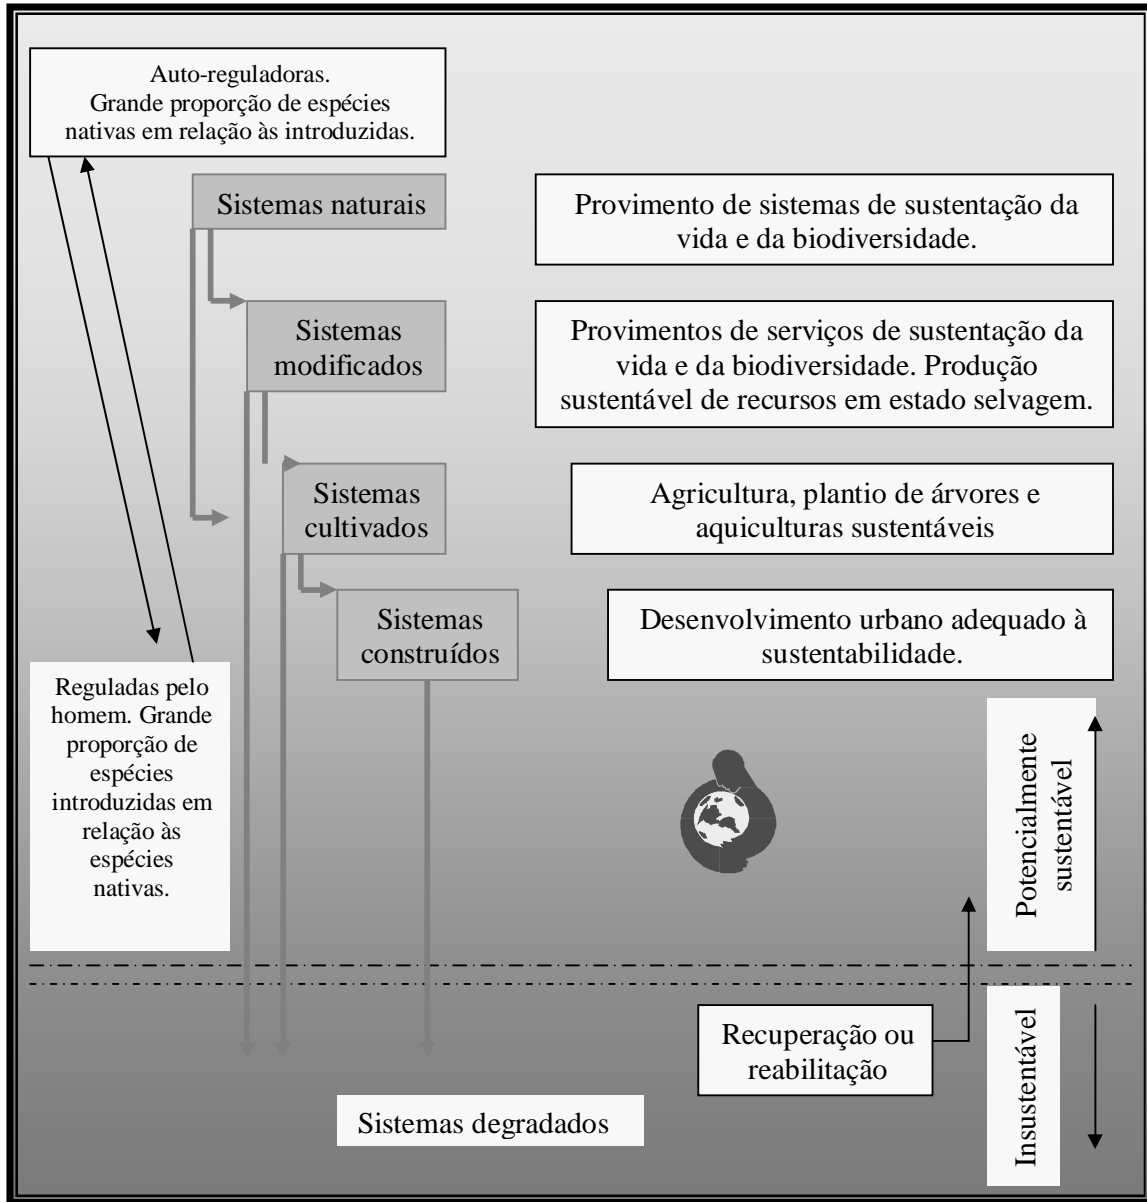 Auto-reguladoras.
Grande proporção de espécies
nativas em relação às introduzidas.
Sistemas naturais
Provimento de sistemas de sustentação da
vida e da biodiversidade.
Sistemas
modificados
Provimentos de serviços de sustentação da
vida e da biodiversidade. Produção
sustentável de recursos em estado selvagem.
Sistemas
cultivados
Agricultura, plantio de árvores e
aquiculturas sustentáveis
Sistemas
construídos
Desenvolvimento urbano adequado à
sustentabilidade.
Reguladas pelo
homem. Grande
proporção de
espécies
introduzidas em
relação às
espécies
nativas.
Potencialmente
sustentável
Recuperação ou
reabilitação
Insustentável
Sistemas degradados